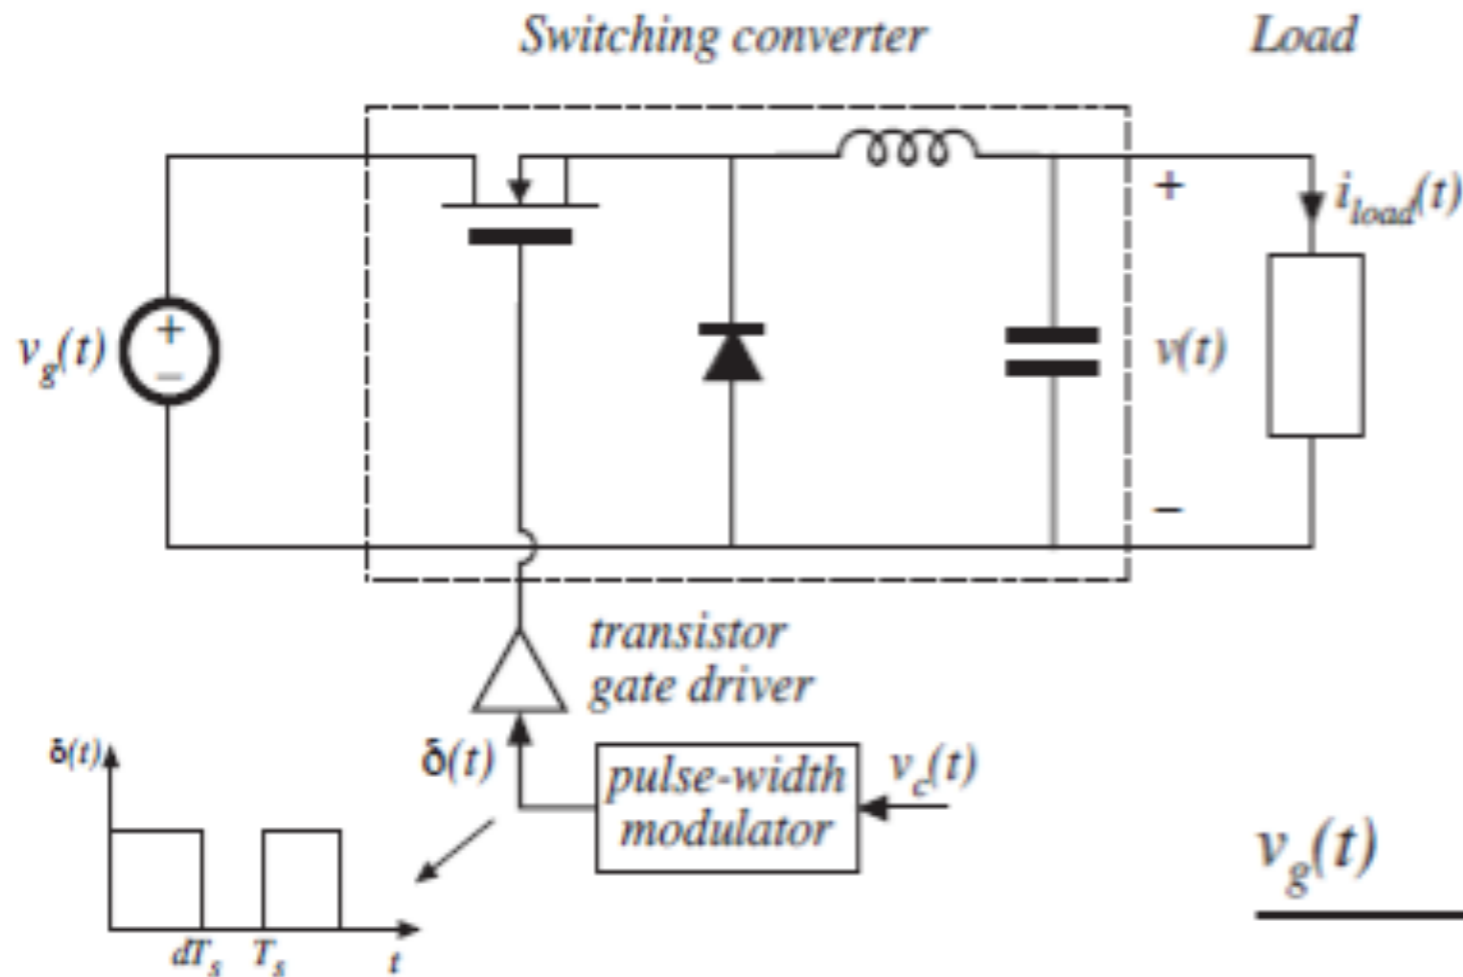 Switching converter
Load
+
i_load(t)
v_g(t)
+
–
v(t)
–
transistor
gate driver
δ(t)
δ(t)
pulse-width
modulator
v_c(t)
dT_s
T_s
t
v_g(t)